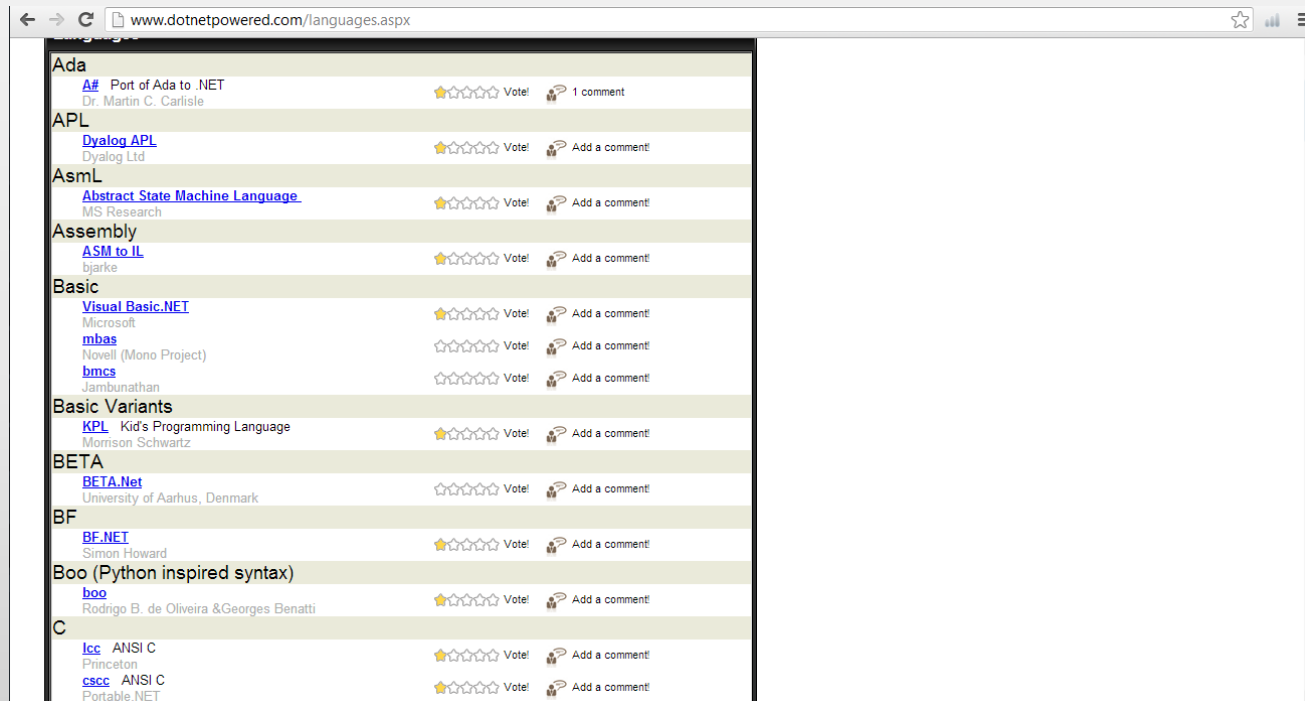 www.dotnetpowered.com/languages.aspx
Languages
Ada
A# Port of Ada to .NET
Dr. Martin C. Carlisle
Vote! 1 comment
APL
Dyalog APL
Dyalog Ltd
Vote! Add a comment!
AsmL
Abstract State Machine Language
MS Research
Vote! Add a comment!
Assembly
ASM to IL
bjarke
Vote! Add a comment!
Basic
Visual Basic.NET
Microsoft
Vote! Add a comment!
mbas
Novell (Mono Project)
Vote! Add a comment!
bmcs
Jambunathan
Vote! Add a comment!
Basic Variants
KPL Kid's Programming Language
Morrison Schwartz
Vote! Add a comment!
BETA
BETA.Net
University of Aarhus, Denmark
Vote! Add a comment!
BF
BF.NET
Simon Howard
Vote! Add a comment!
Boo (Python inspired syntax)
boo
Rodrigo B. de Oliveira &Georges Benatti
Vote! Add a comment!
C
lcc ANSI C
Princeton
Vote! Add a comment!
cscc ANSI C
Portable.NET
Vote! Add a comment!